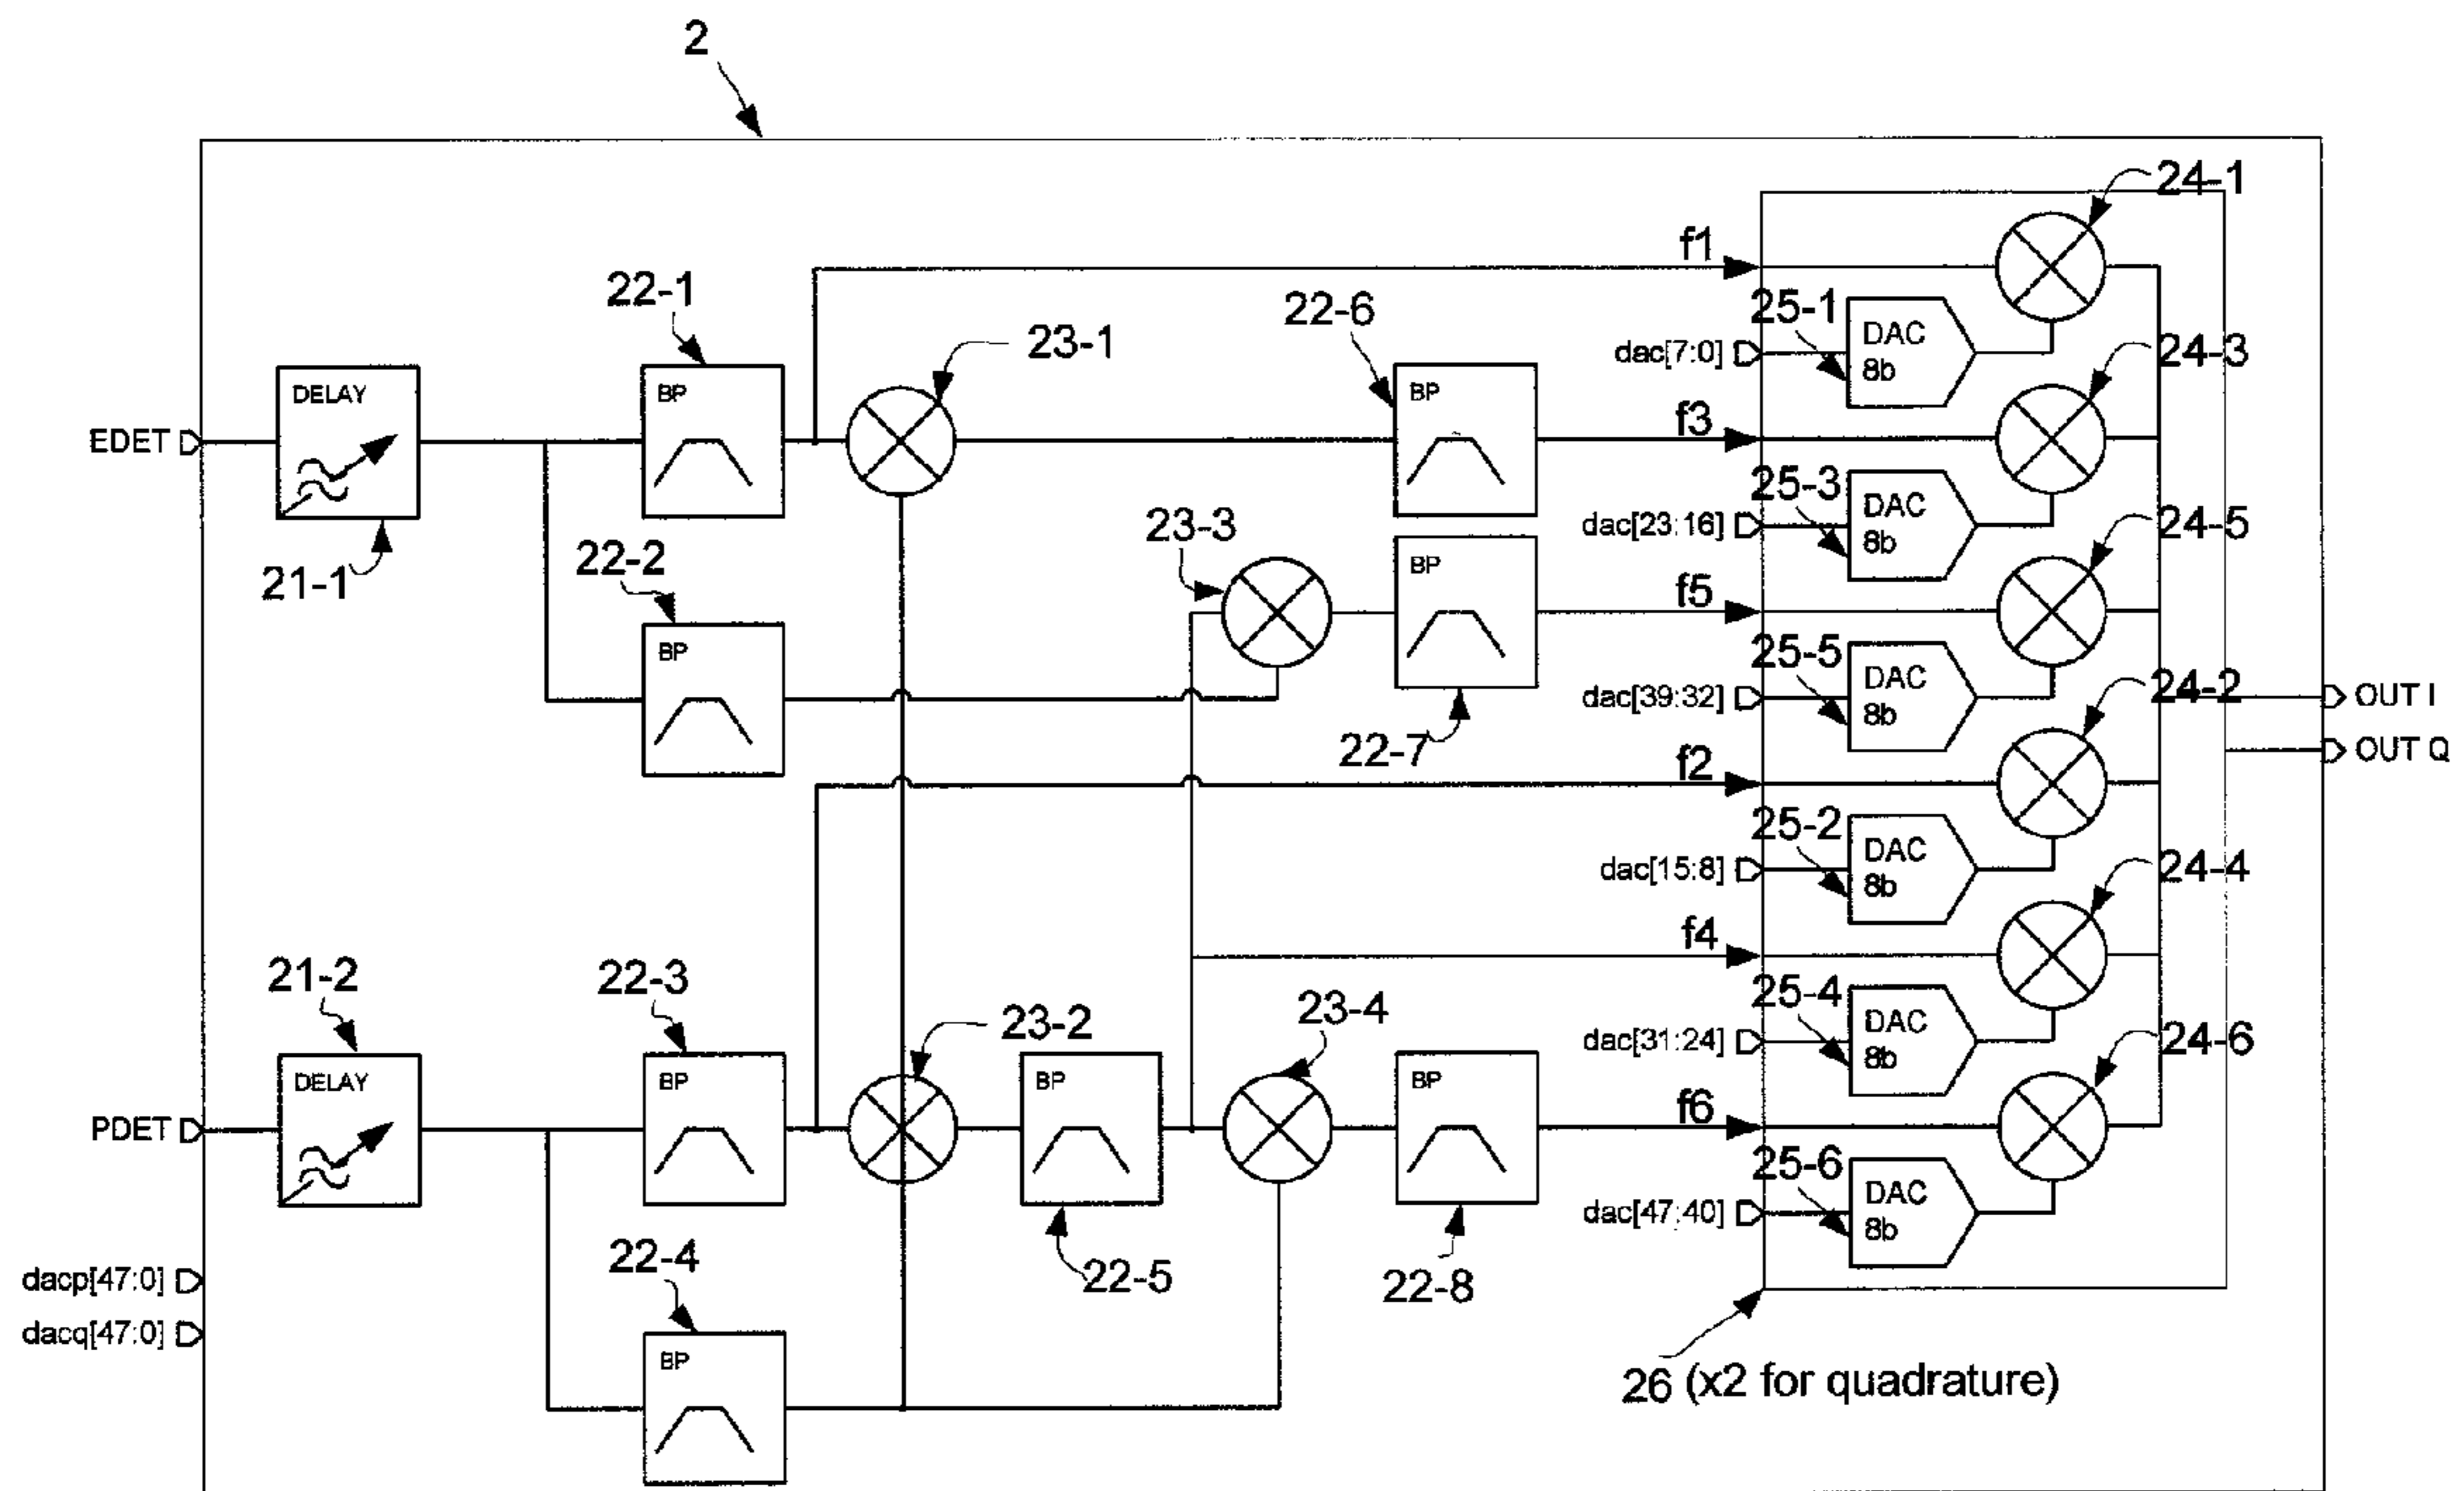 2
24-1
f1
22-1
22-6
25-1
DAC
8b
dac[7:0]
23-1
24-3
BP
BP
DELAY
f3
EDET
25-3
DAC
8b
dac[23:16]
24-5
23-3
21-1
22-2
BP
f5
BP
25-5
DAC
8b
dac[39:32]
24-2
OUT I
22-7
OUT Q
f2
25-2
DAC
8b
dac[15:8]
24-4
f4
21-2
22-3
25-4
DAC
8b
dac[31:24]
23-2
23-4
24-6
DELAY
BP
BP
BP
f6
PDET
25-6
DAC
8b
dac[47:40]
22-4
22-5
22-8
dacp[47:0]
dacq[47:0]
BP
26 (x2 for quadrature)